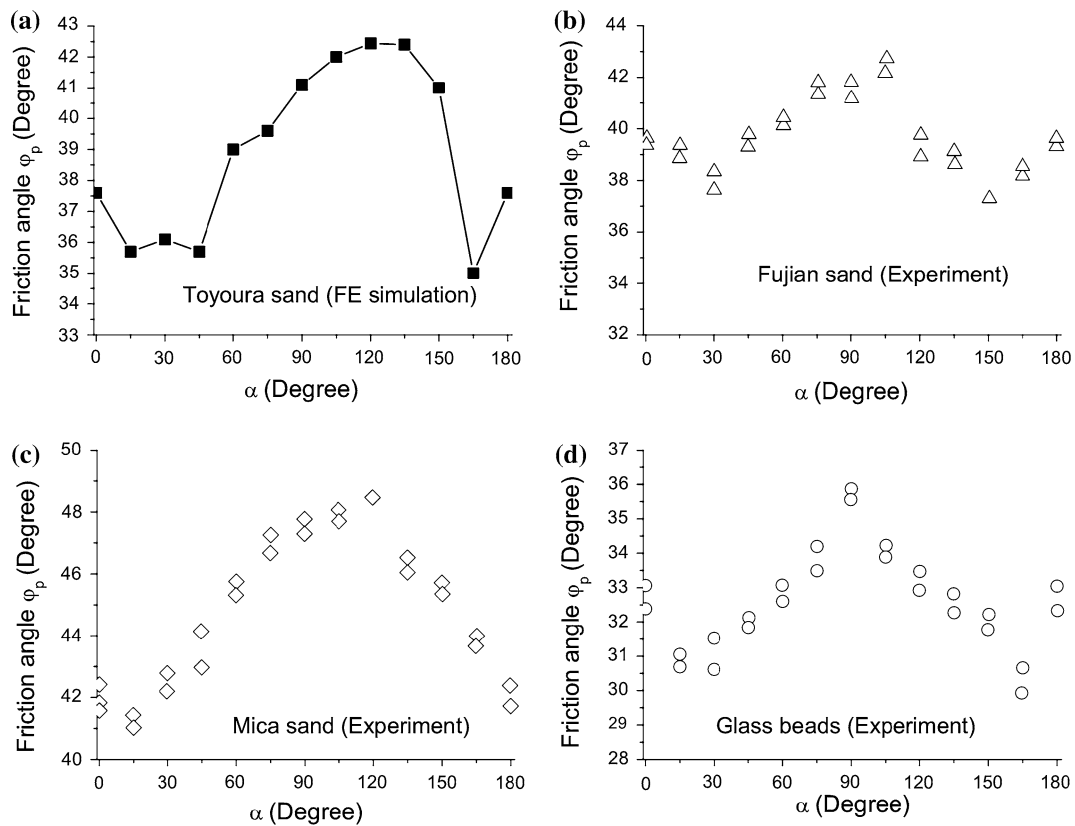 (a)
Friction angle φp (Degree)
43
42
41
40
39
38
37
36
35
34
33
Toyoura sand (FE simulation)
0 30 60 90 120 150 180
α (Degree)
(b)
Friction angle φp (Degree)
44
42
40
38
36
34
32
Fujian sand (Experiment)
0 30 60 90 120 150 180
α (Degree)
(c)
Friction angle φp (Degree)
50
48
46
44
42
40
Mica sand (Experiment)
0 30 60 90 120 150 180
α (Degree)
(d)
Friction angle φp (Degree)
37
36
35
34
33
32
31
30
29
28
Glass beads (Experiment)
0 30 60 90 120 150 180
α (Degree)